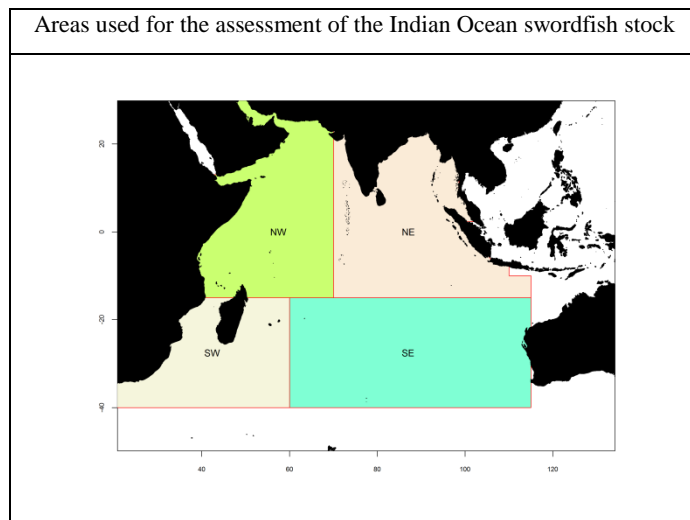 Areas used for the assessment of the Indian Ocean swordfish stock
20
NW
NE
0
-20
SW
SE
-40
40
60
80
100
120